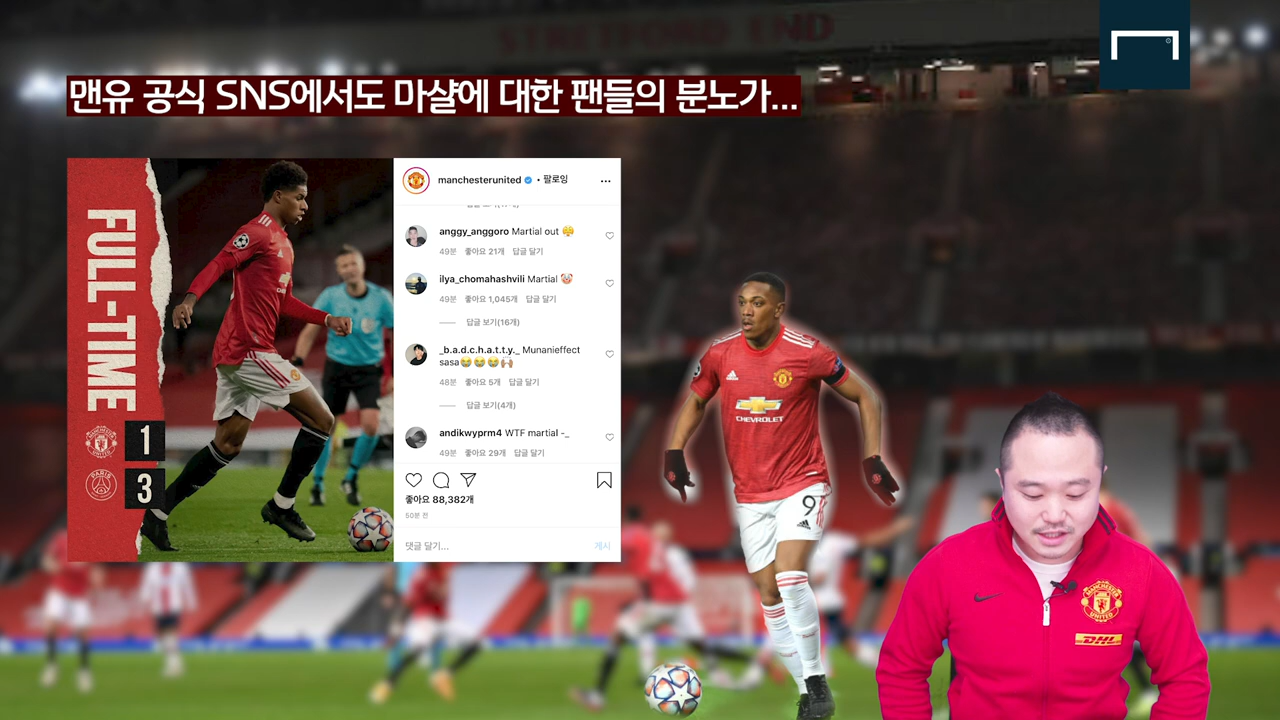 STRETFORD END
맨유 공식 SNS에서도 마샬에 대한 팬들의 분노가...
FULL-TIME
1
3
manchesterunited • 팔로잉
anggy_anggoro Martial out
49분 좋아요 21개 답글 달기
ilya_chomahashvili Martial 🤡
49분 좋아요 1,045개 답글 달기
답글 보기(16개)
_b.a.d.c.h.a.t.t.y._ Munanieffect
sasa😂😂😂🙌🏼
48분 좋아요 5개 답글 달기
답글 보기(4개)
andikwyprm4 WTF martial -_
49분 좋아요 29개 답글 달기
좋아요 88,382개
50분 전
댓글 달기...
게시
adidas
CHEVROLET
9
MANCHESTER
UNITED
DHL